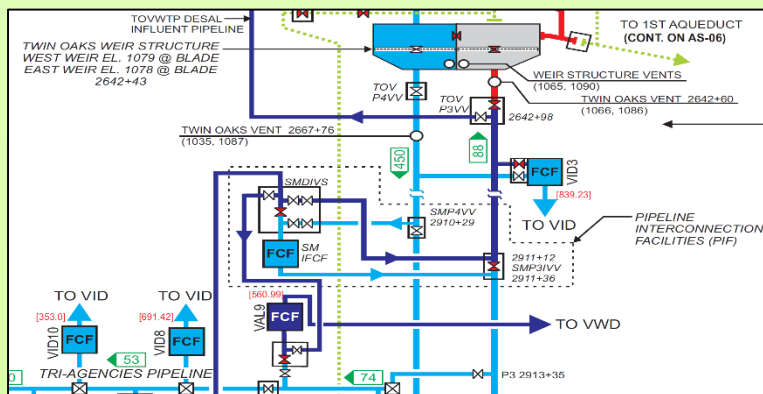 TOVWTP DESAL
INFLUENT PIPELINE
TO 1ST AQUEDUCT
(CONT. ON AS-06)
TWIN OAKS WEIR STRUCTURE
WEST WEIR EL. 1079 @ BLADE
EAST WEIR EL. 1078 @ BLADE
2642+43
WEIR STRUCTURE VENTS
(1065, 1090)
TOV
P4VV
TOV
P3VV
2642+98
TWIN OAKS VENT 2642+60
(1066, 1086)
TWIN OAKS VENT 2667+76
(1035, 1087)
450
88
FCF
VID3
[839.23]
TO VID
SMDIVS
SMP4VV
2910+29
PIPELINE
INTERCONNECTION
FACILITIES (PIF)
FCF
SM
IFCF
2911+12
SMP3IVV
2911+36
TO VID
[353.0]
TO VID
[691.42]
[560.99]
VAL9
FCF
TO VWD
VID10
FCF
VID8
FCF
53
TRI-AGENCIES PIPELINE
0
74
P3 2913+35